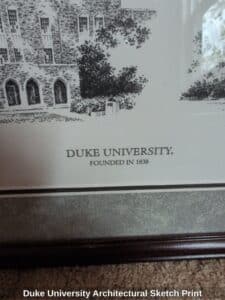 DUKE UNIVERSITY,
FOUNDED IN 1838
Duke University Architectural Sketch Print